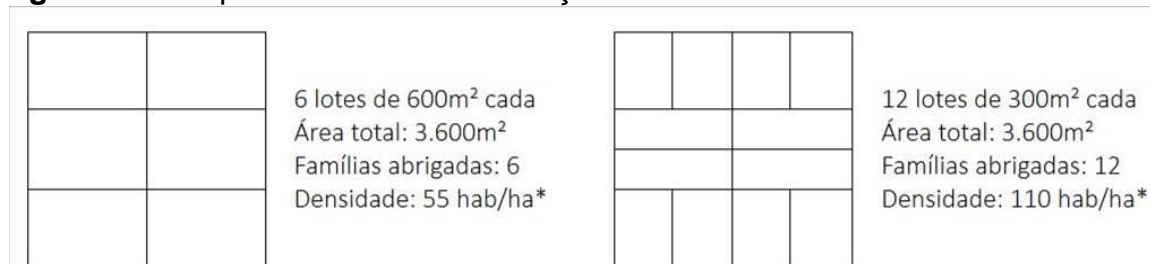 6 lotes de 600m² cada
Área total: 3.600m²
Famílias abrigadas: 6
Densidade: 55 hab/ha*
12 lotes de 300m² cada
Área total: 3.600m²
Famílias abrigadas: 12
Densidade: 110 hab/ha*